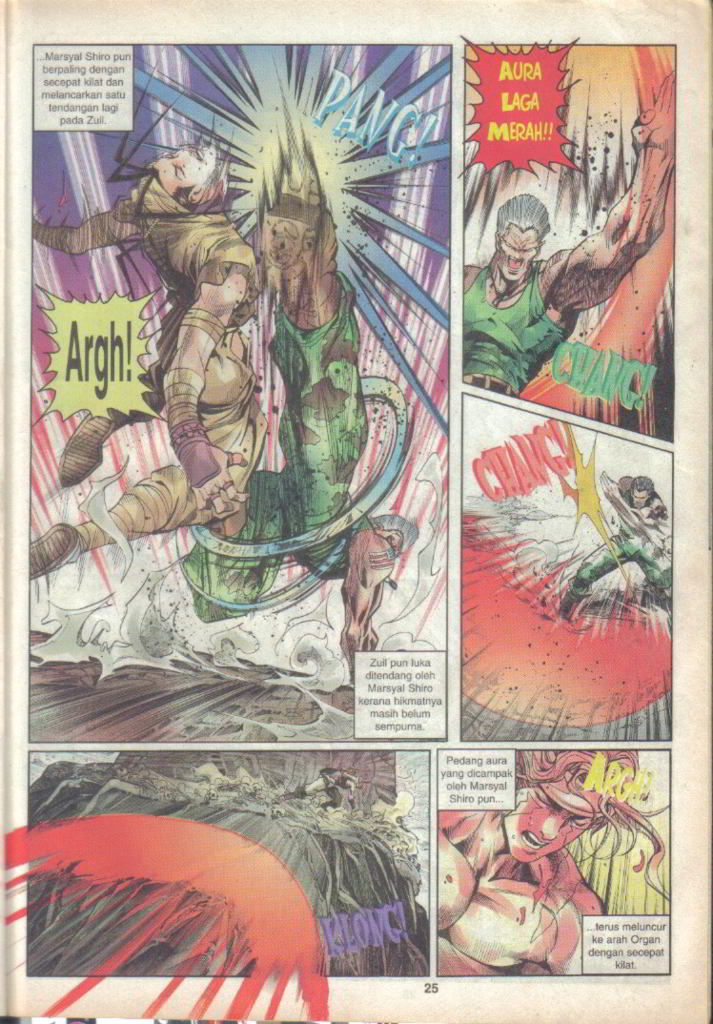 ...Marsyal Shiro pun
berpaling dengan
secepat kilat dan
melancarkan satu
tendangan lagi
pada Zuil.
PANG!
Argh!
Zuil pun luka
ditendang oleh
Marsyal Shiro
kerana hikmatnya
masih belum
sempurna.
AURA
LAGA
MERAH!!
CHANG!
CHANG!
KLONG!
Pedang aura
yang dicampak
oleh Marsyal
Shiro pun...
ARGH!
...terus meluncur
ke arah Organ
dengan secepat
kilat.
25